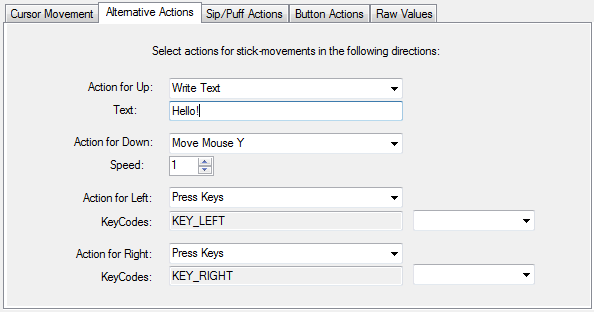 Cursor Movement Alternative Actions Sip/Puff Actions Button Actions Raw Values
Select actions for stick-movements in the following directions:
Action for Up: Write Text
Text: Hello!
Action for Down: Move Mouse Y
Speed: 1
Action for Left: Press Keys
KeyCodes: KEY_LEFT
Action for Right: Press Keys
KeyCodes: KEY_RIGHT